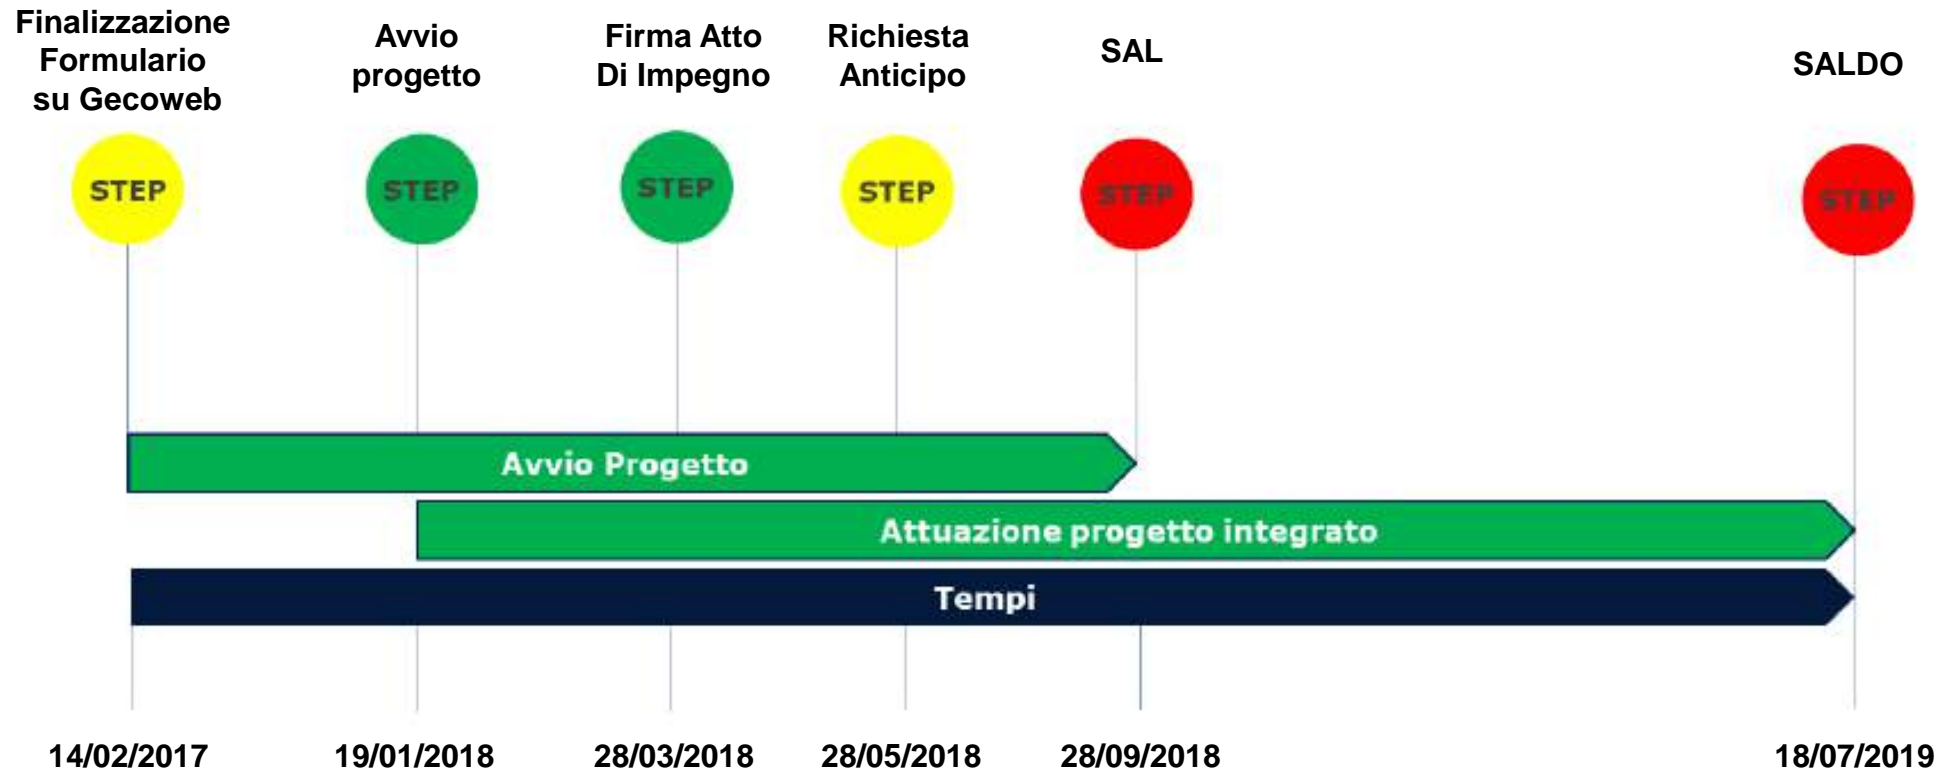 Finalizzazione
Formulario
su Gecoweb
Avvio
progetto
Firma Atto
Di Impegno
Richiesta
Anticipo
SAL
SALDO
STEP
STEP
STEP
STEP
STEP
STEP
Avvio Progetto
Attuazione progetto integrato
Tempi
14/02/2017
19/01/2018
28/03/2018
28/05/2018
28/09/2018
18/07/2019